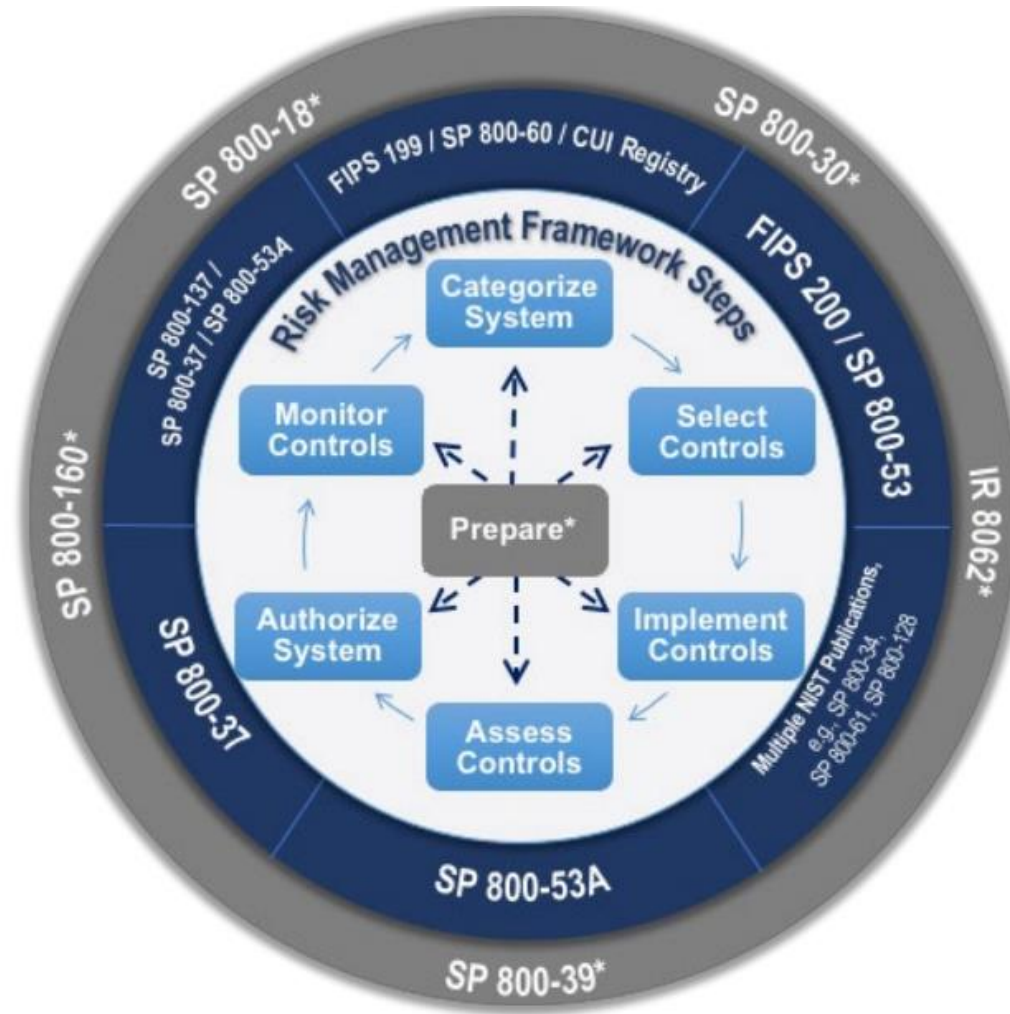 SP 800-18*
SP 800-30*
IR 8062*
SP 800-39*
SP 800-160*
FIPS 199 / SP 800-60 / CUI Registry
FIPS 200 / SP 800-53
Multiple NIST Publications,
e.g., SP 800-34,
SP 800-61, SP 800-128
SP 800-53A
SP 800-37
SP 800-137 /
SP 800-37 / SP 800-53A
Risk Management Framework Steps
Categorize
System
Select
Controls
Implement
Controls
Assess
Controls
Authorize
System
Monitor
Controls
Prepare*